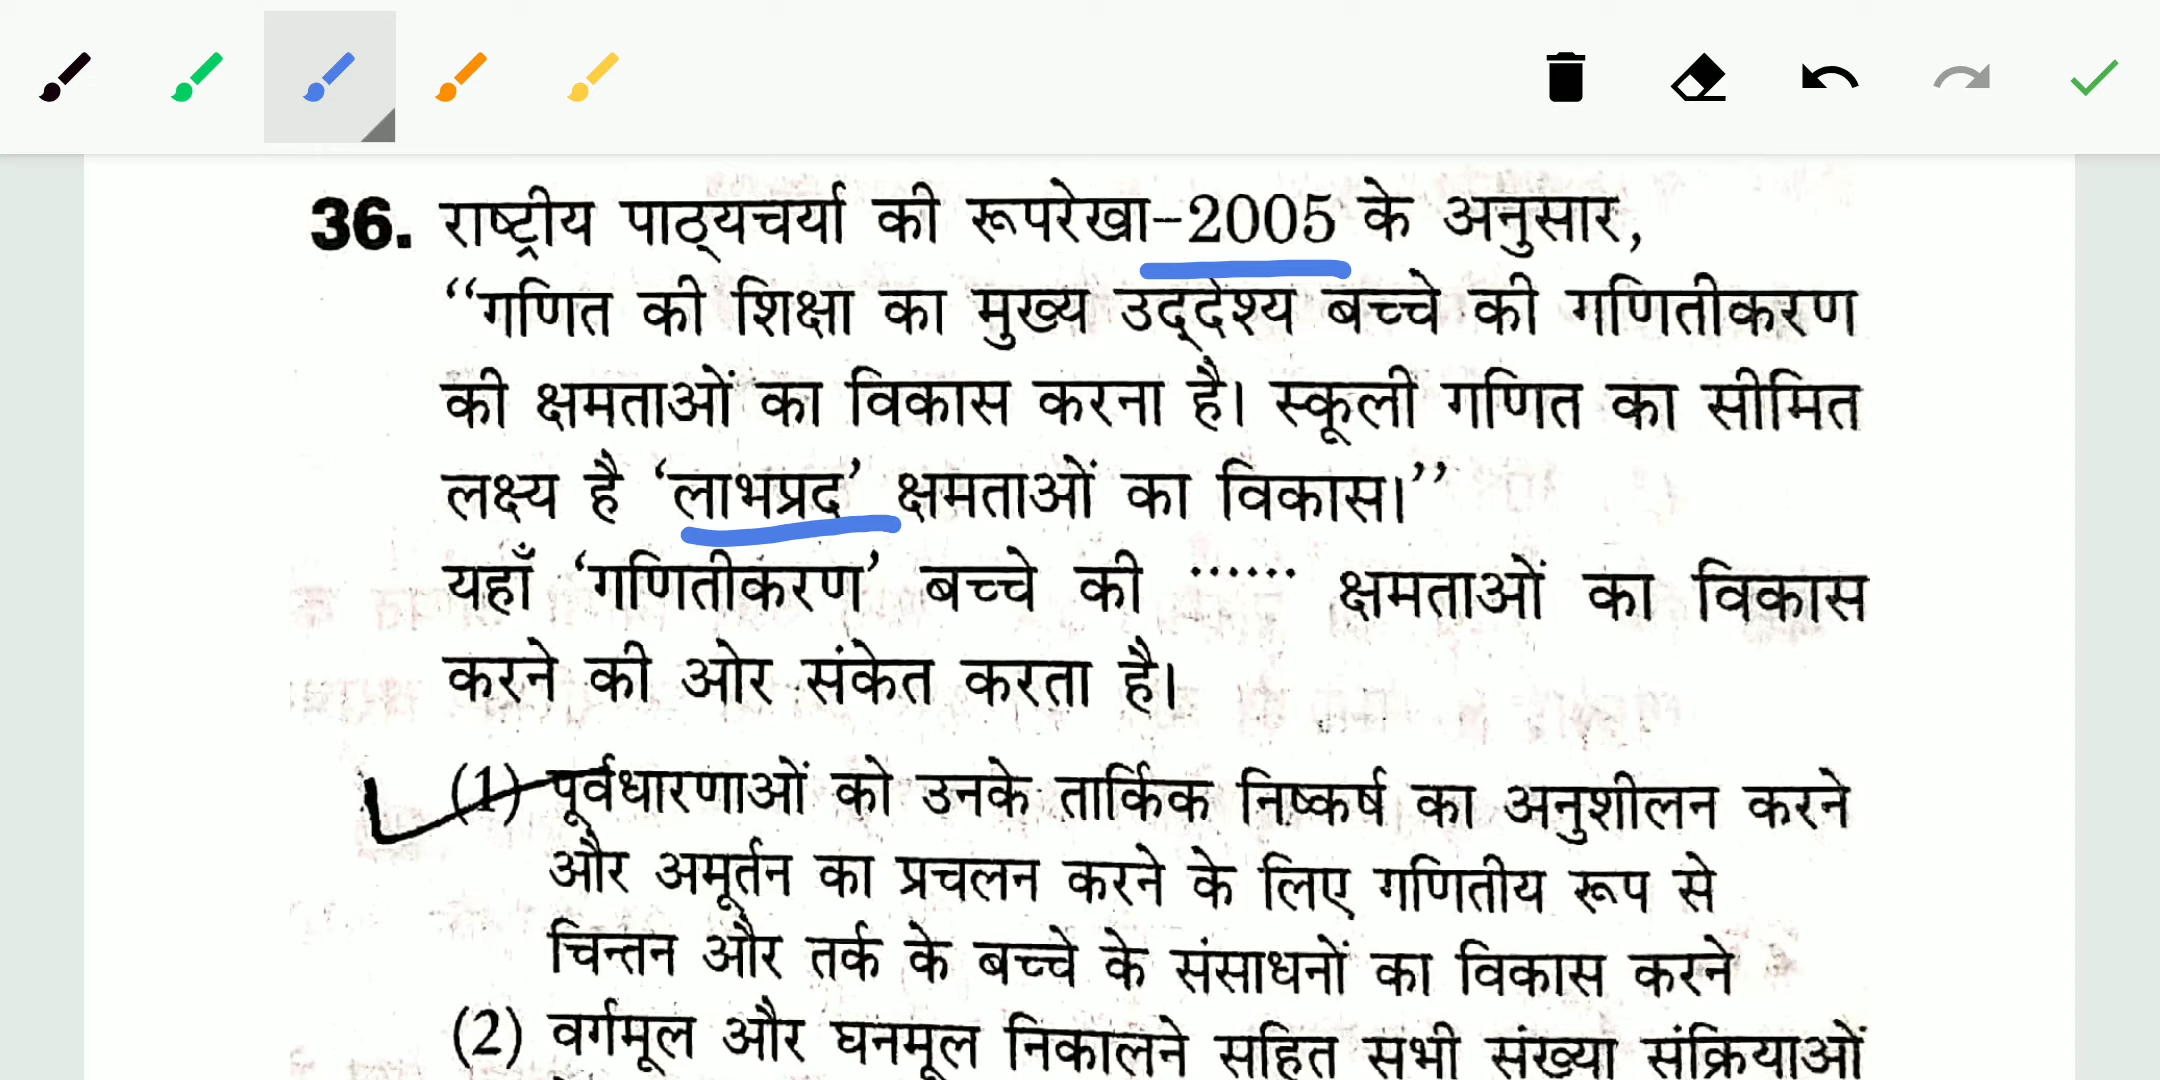 36. राष्ट्रीय पाठ्यचर्या की रूपरेखा-2005 के अनुसार,
“गणित की शिक्षा का मुख्य उद्देश्य बच्चे की गणितीकरण
की क्षमताओं का विकास करना है। स्कूली गणित का सीमित
लक्ष्य है ‘लाभप्रद’ क्षमताओं का विकास।”
यहाँ ‘गणितीकरण’ बच्चे की ...... क्षमताओं का विकास
करने की ओर संकेत करता है।
(1) पूर्वधारणाओं को उनके तार्किक निष्कर्ष का अनुशीलन करने
और अमूर्तन का प्रचलन करने के लिए गणितीय रूप से
चिन्तन और तर्क के बच्चे के संसाधनों का विकास करने
(2) वर्गमूल और घनमूल निकालने सहित सभी संख्या संक्रियाओं